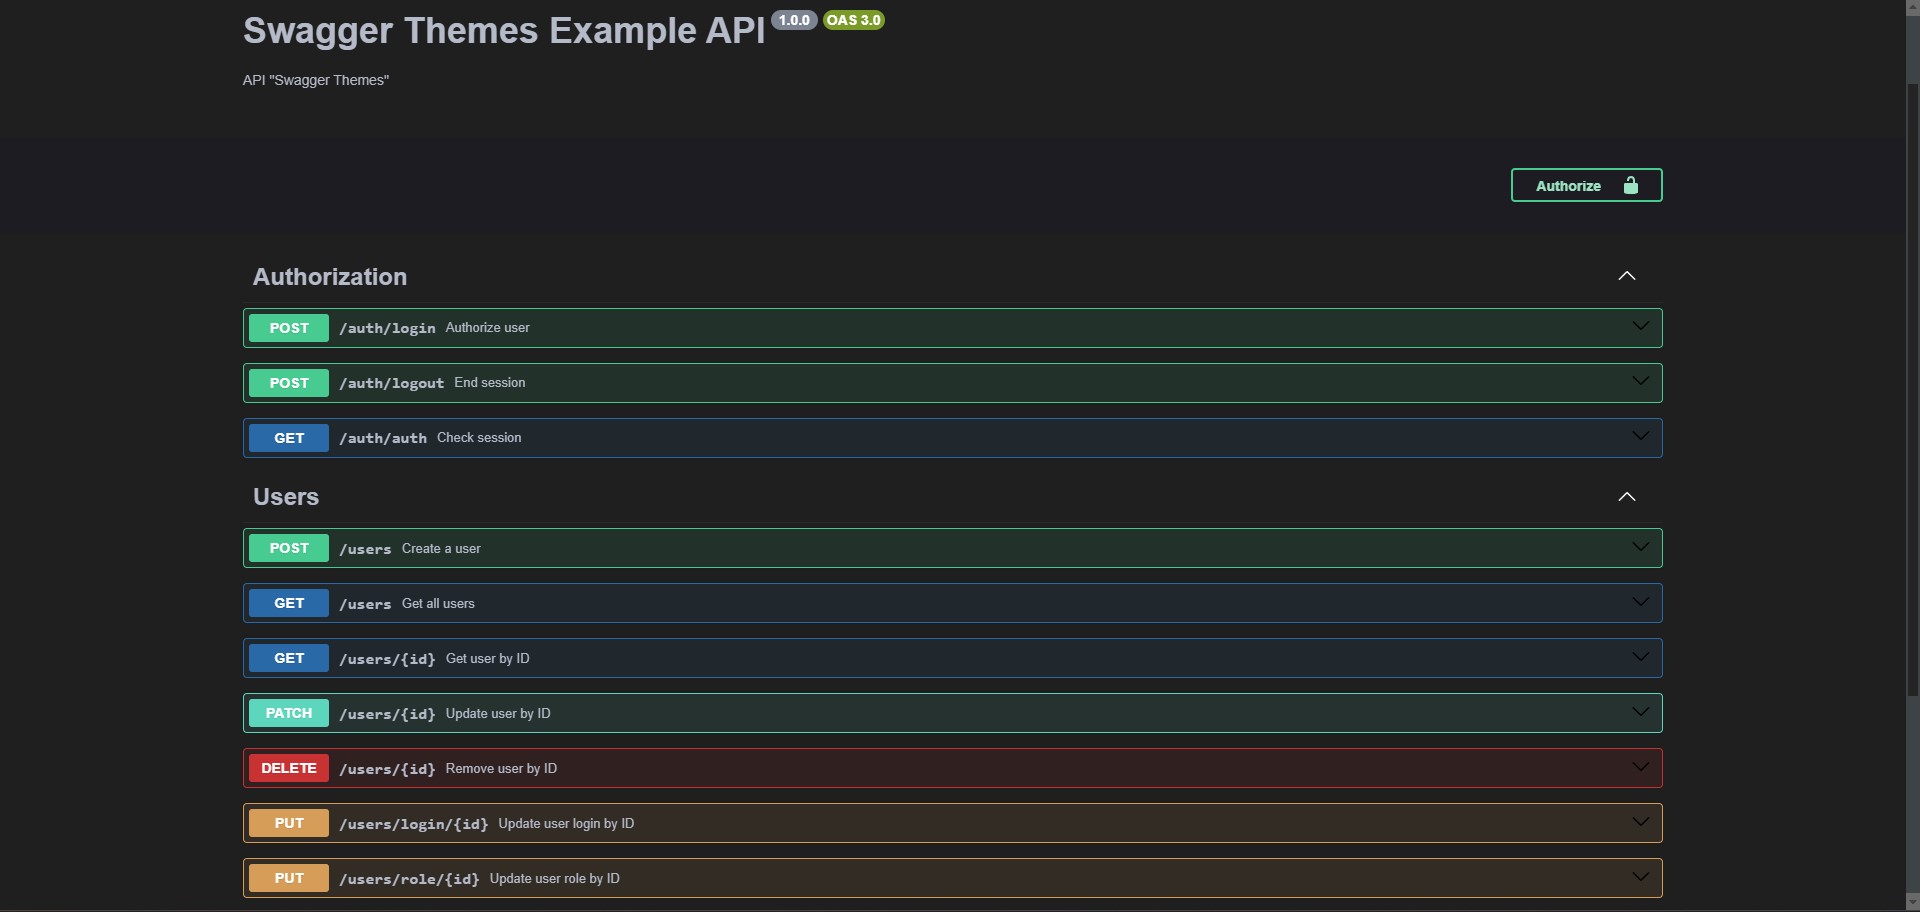 Swagger Themes Example API 1.0.0 OAS 3.0
API "Swagger Themes"
Authorize
Authorization
POST /auth/login Authorize user
POST /auth/logout End session
GET /auth/auth Check session
Users
POST /users Create a user
GET /users Get all users
GET /users/{id} Get user by ID
PATCH /users/{id} Update user by ID
DELETE /users/{id} Remove user by ID
PUT /users/login/{id} Update user login by ID
PUT /users/role/{id} Update user role by ID